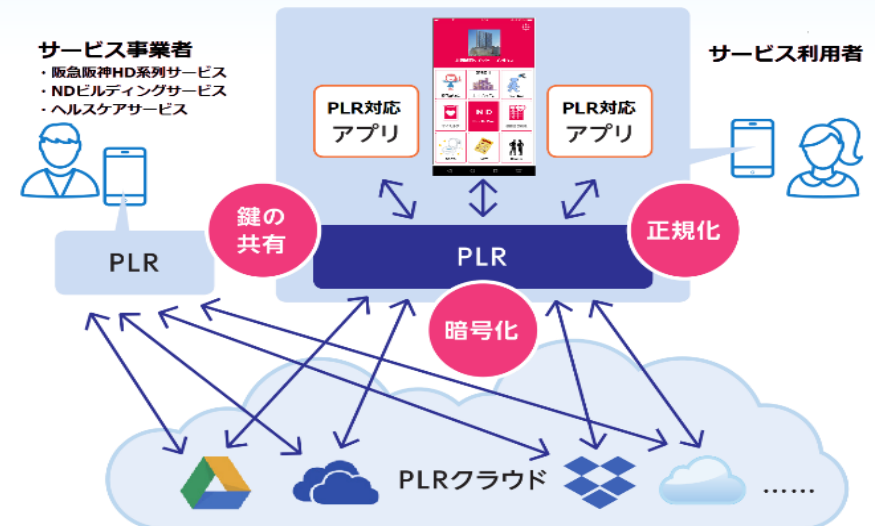 サービス事業者
・阪急阪神HD系列サービス
・NDビルディングサービス
・ヘルスケアサービス
サービス利用者
PLR対応
アプリ
ND
PLR対応
アプリ
鍵の
共有
正規化
PLR
PLR
暗号化
PLRクラウド
......